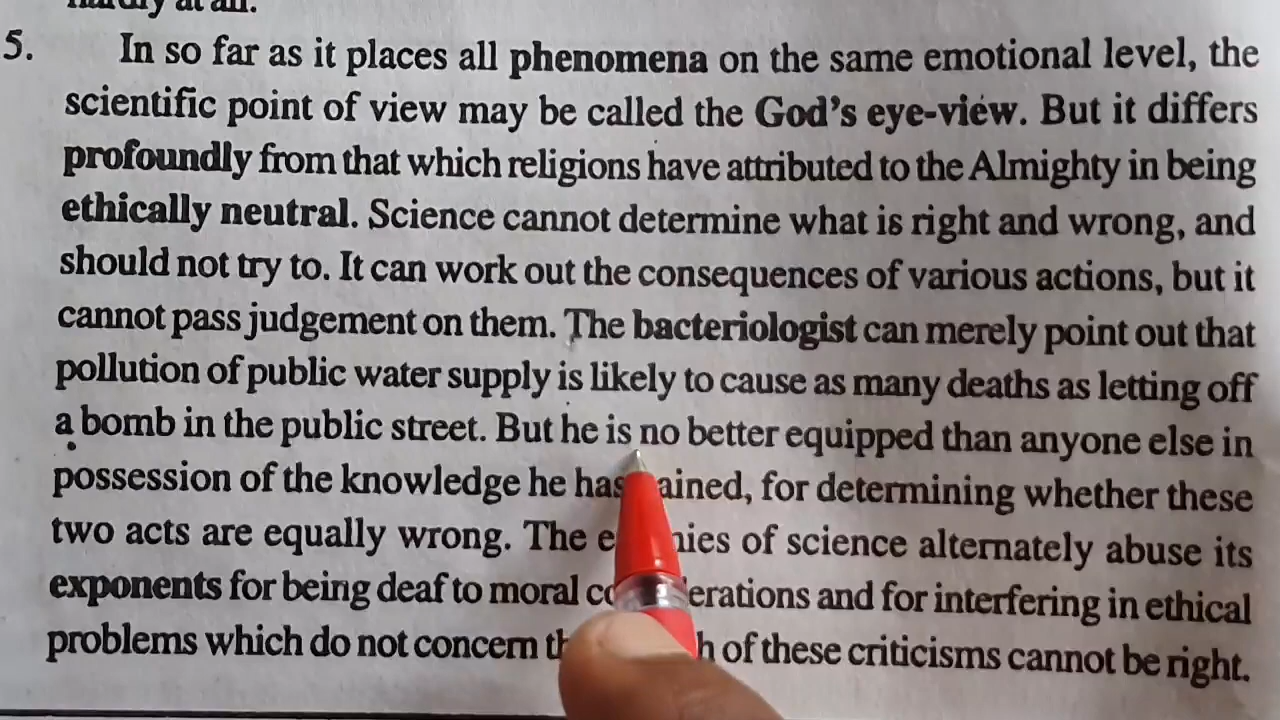 hardly at all.
5. In so far as it places all phenomena on the same emotional level, the
scientific point of view may be called the God's eye-view. But it differs
profoundly from that which religions have attributed to the Almighty in being
ethically neutral. Science cannot determine what is right and wrong, and
should not try to. It can work out the consequences of various actions, but it
cannot pass judgement on them. The bacteriologist can merely point out that
pollution of public water supply is likely to cause as many deaths as letting off
a bomb in the public street. But he is no better equipped than anyone else in
possession of the knowledge he has for determining whether these
two acts are equally wrong. The of science alternately abuse its
exponents for being deaf to moral and for interfering in ethical
problems which do not concern of these criticisms cannot be right.